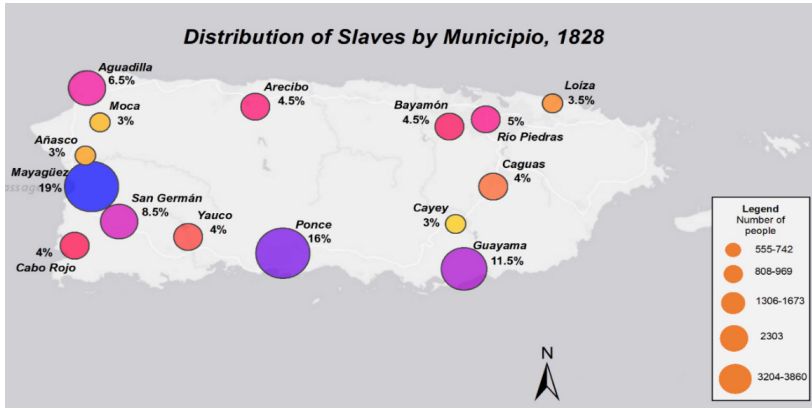 Distribution of Slaves by Municipio, 1828
Aguadilla
6.5%
Moca
3%
Añasco
3%
Mayagüez
19%
San Germán
8.5%
Yauco
4%
4%
Cabo Rojo
Arecibo
4.5%
Ponce
16%
Bayamón
4.5%
5%
Río Piedras
Loíza
3.5%
Caguas
4%
Cayey
3%
Guayama
11.5%
N
Legend
Number of
people
555-742
808-969
1306-1673
2303
3204-3860